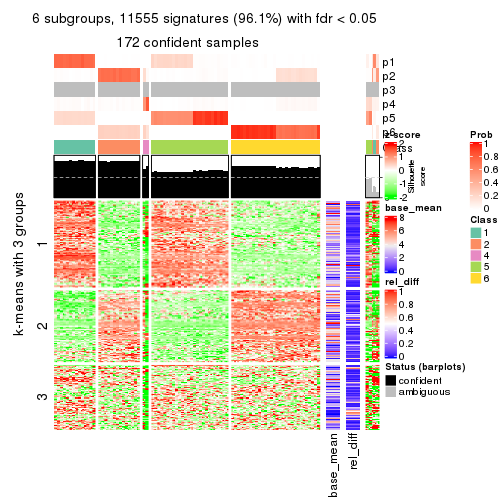 6 subgroups, 11555 signatures (96.1%) with fdr < 0.05
172 confident samples
p1
p2
p3
p4
p5
p6
Class
z-score
2
1
0
-1
-2
Silhouette
score
Prob
1
0.8
0.6
0.4
0.2
0
base_mean
8
6
4
2
0
Class
1
2
4
5
6
rel_diff
1
0.8
0.6
0.4
0.2
0
Status (barplots)
confident
ambiguous
k-means with 3 groups
1
2
3
base_mean
rel_diff